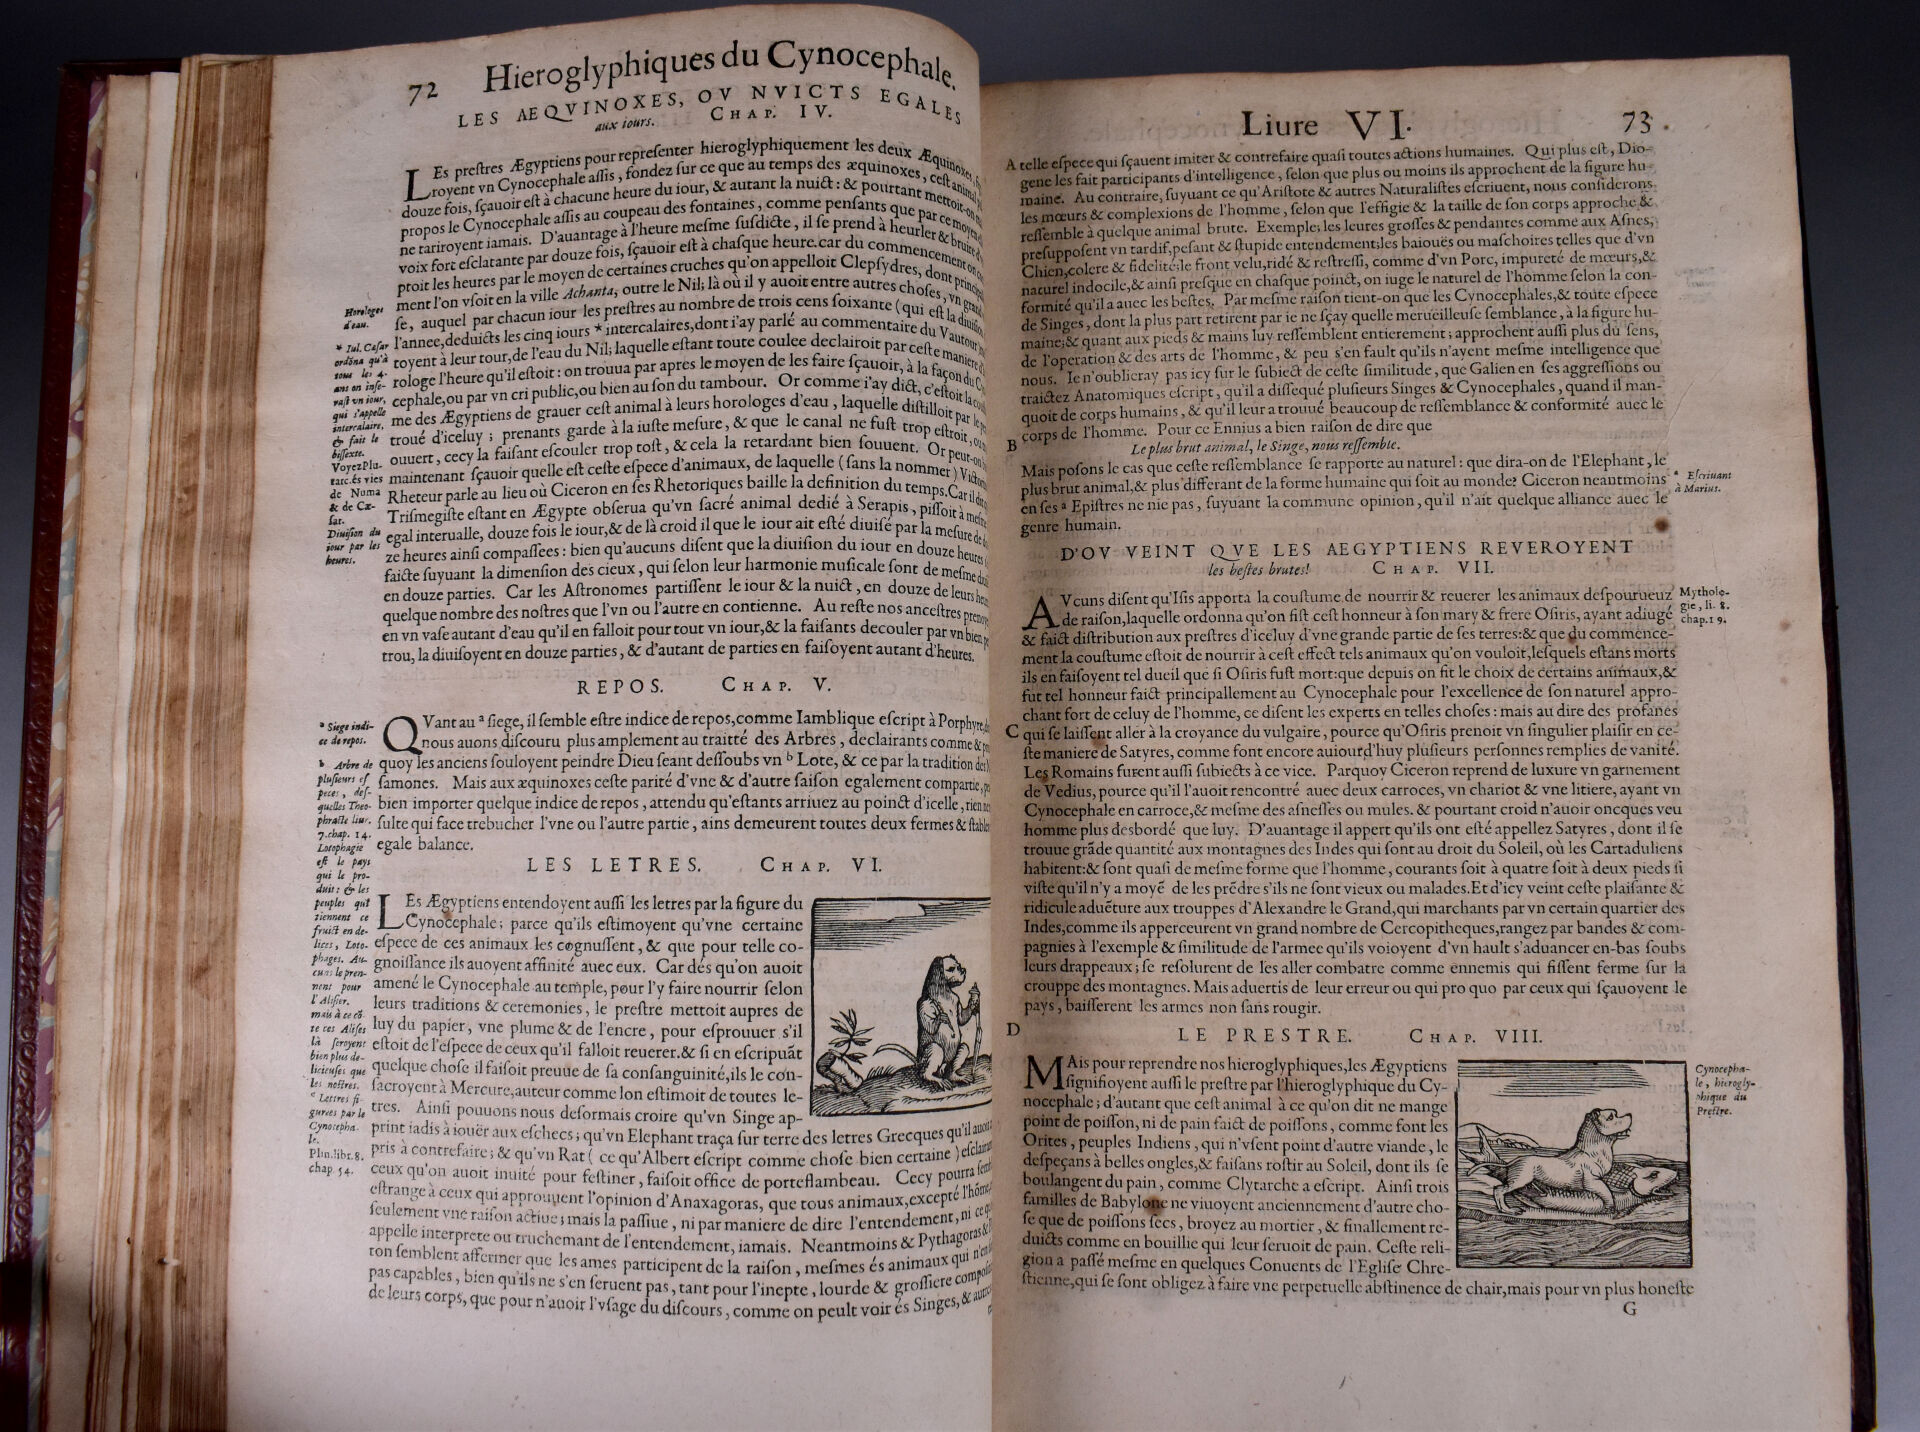 72 Hieroglyphiques du Cynocephale.
LES AEQVINOXES, OV NVICTS EGALES
aux iours. CHAP. IV.
LEs prestres Ægyptiens pour representer hieroglyphiquement les deux Æquinoxes,
royent vn Cynocephale assis, fondez sur ce que au temps des æquinoxes, cest animal
douze fois, sçauoir est à chacune heure du iour, & autant la nuict: & pourtant mettoit-on
propos le Cynocephale assis au coupeau des fontaines, comme pensants que par ce moyen
ne tariroyent iamais. D'auantage à l'heure mesme susdicte, il se prend à heurler & bruire
voix fort esclatante par douze fois, sçauoir est à chasque heure. car du commencement on
proit les heures par le moyen de certaines cruches qu'on appelloit Clepsydres, dont principal
ment l'on vsoit en la ville Achanta, outre le Nil; là où il y auoit entre autres choses, vn grand
se, auquel par chacun iour les prestres au nombre de trois cens soixante (qui est la diuision
l'annee, deduicts les cinq iours * intercalaires, dont i'ay parlé au commentaire du Vautour
toyent à leur tour, de l'eau du Nil; laquelle estant toute coulee declairoit par ceste maniere
rologe l'heure qu'il estoit: on trouua par apres le moyen de les faire sçauoir, à la façon du
cephale, ou par vn cri public, ou bien au son du tambour. Or comme i'ay dict, c'estoit la
me des Ægyptiens de grauer cest animal à leurs horologes d'eau, laquelle distilloit par le
troué d'iceluy; prenants garde à la iuste mesure, & que le canal ne fust trop estroit,
ouuert, cecy la faisant escouler trop tost, & cela la retardant bien souuent. Or peut-on
maintenant sçauoir quelle est ceste espece d'animaux, de laquelle (sans la nommer)
Rheteur parle au lieu où Ciceron en ses Rhetoriques baille la definition du temps. Car il
Trismegiste estant en Ægypte obserua qu'vn sacré animal dedié à Serapis, pissoit à
egal interualle, douze fois le iour, & de là croid il que le iour ait esté diuisé par la mesure de
ze heures ainsi compassees: bien qu'aucuns disent que la diuision du iour en douze heures
faicte suyuant la dimension des cieux, qui selon leur harmonie musicale sont de mesme
en douze parties. Car les Astronomes partissent le iour & la nuict, en douze de leurs
quelque nombre des nostres que l'vn ou l'autre en contienne. Au reste nos ancestres
en vn vase autant d'eau qu'il en falloit pour tout vn iour, & la faisants decouler par vn bien
trou, la diuisoyent en douze parties, & d'autant de parties en faisoyent autant d'heures.
Horologes
d'eau.
* Iul. Cæsar
ordōna qu'à
tous les 4.
ans on inse-
rast vn iour,
qui s'appelle
intercalaire,
& fait le
bissexte.
Voyez Plu-
tarc. és vies
de Numa
& de Cæ-
sar.
Diuision du
iour par les
heures.
REPOS. CHAP. V.
QVant au ª siege, il semble estre indice de repos, comme Iamblique escript à Porphyre,
nous auons discouru plus amplement au traitté des Arbres, declairants comme &
quoy les anciens souloyent peindre Dieu seant dessoubs vn ᵇ Lote, & ce par la tradition des
samones. Mais aux æquinoxes ceste parité d'vne & d'autre saison egalement compartie,
bien importer quelque indice de repos, attendu qu'estants arriuez au poinct d'icelle, rien
sulte qui face trebucher l'vne ou l'autre partie, ains demeurent toutes deux fermes & stables
egale balance.
ª Siege indi-
ce de repos.
ᵇ Arbre de
plusieurs es
peces, des-
quelles Theo-
phraste liur.
7. chap. 14.
Lotophagie
est le pays
qui le pro-
duit: & les
peuples qui
tiennent ce
fruict en de-
lices, Loto-
phages. Au-
cuns le pren-
nent pour
l'Alisier.
mais à ce cō-
te ces Alises
là seroyent
bien plus de-
licieuses que
les nostres.
ᶜ Lettres fi-
gurees par le
Cynocepha-
le.
Plin. libr. 8.
chap. 54.
LES LETRES. CHAP. VI.
LEs Ægyptiens entendoyent aussi les letres par la figure du
Cynocephale; parce qu'ils estimoyent qu'vne certaine
espece de ces animaux les cognussent, & que pour telle co-
gnoissance ils auoyent affinité auec eux. Car dés qu'on auoit
amené le Cynocephale au temple, pour l'y faire nourrir selon
leurs traditions & ceremonies, le prestre mettoit aupres de
luy du papier, vne plume & de l'encre, pour esprouuer s'il
estoit de l'espece de ceux qu'il falloit reuerer. & si en escripuāt
quelque chose il faisoit preuue de sa consanguinité, ils le con-
sacroyent à Mercure, auteur comme lon estimoit de toutes le-
tres. Ainsi pouuons nous desormais croire qu'vn Singe ap-
print iadis à iouër aux eschecs; qu'vn Elephant traça sur terre des letres Grecques qu'il auoit
pris à contrefaire; & qu'vn Rat (ce qu'Albert escript comme chose bien certaine) esclairoit
ceux qu'on auoit inuité pour festiner, faisoit office de porteflambeau. Cecy pourra
estrange à ceux qui approuuent l'opinion d'Anaxagoras, que tous animaux, excepté l'hōme,
seulement vne raison actiue; mais la passiue, ni par maniere de dire l'entendement, ni ce
appelle interprete ou truchemant de l'entendement, iamais. Neantmoins & Pythagoras &
ton semblent affermer que les ames participent de la raison, mesmes és animaux qui n'en
pas capables, bien qu'ils ne s'en seruent pas, tant pour l'inepte, lourde & grossiere
de leurs corps, que pour n'auoir l'vsage du discours, comme on peult voir és Singes, &
Liure VI. 73
A telle espece qui sçauent imiter & contrefaire quasi toutes actions humaines. Qui plus est, Dio-
gene les fait participants d'intelligence, selon que plus ou moins ils approchent de la figure hu-
maine. Au contraire, suyuant ce qu'Aristote & autres Naturalistes escriuent, nous considerons
les mœurs & complexions de l'homme, selon que l'effigie & la taille de son corps approche &
ressemble à quelque animal brute. Exemple; les leures grosses & pendantes comme aux Asnes,
presupposent vn tardif, pesant & stupide entendement; les baiouës ou maschoires telles que d'vn
Chien, colere & fidelité; le front velu, ridé & restressi, comme d'vn Porc, impureté de mœurs, &
naturel indocile, & ainsi presque en chasque poinct, on iuge le naturel de l'homme selon la con-
formité qu'il a auec les bestes. Par mesme raison tient-on que les Cynocephales, & toute espece
de Singes, dont la plus part retirent par ie ne sçay quelle merueilleuse semblance, à la figure hu-
maine; & quant aux pieds & mains luy ressemblent entierement; approchent aussi plus du sens,
de l'operation & des arts de l'homme, & peu s'en fault qu'ils n'ayent mesme intelligence que
nous. Ie n'oublieray pas icy sur le subiect de ceste similitude, que Galien en ses aggressions ou
traictez Anatomiques escript, qu'il a dissequé plusieurs Singes & Cynocephales, quand il man-
quoit de corps humains, & qu'il leur a trouué beaucoup de ressemblance & conformité auec le
corps de l'homme. Pour ce Ennius a bien raison de dire que
B Le plus brut animal, le Singe, nous ressemble.
Mais posons le cas que ceste ressemblance se rapporte au naturel: que dira-on de l'Elephant, le
plus brut animal, & plus differant de la forme humaine qui soit au monde? Ciceron neantmoins
en ses ª Epistres ne nie pas, suyuant la commune opinion, qu'il n'ait quelque alliance auec le
genre humain.
ª Escriuant
à Marius.
D'OV VEINT QVE LES AEGYPTIENS REVEROYENT
les bestes brutes! CHAP. VII.
AVcuns disent qu'Isis apporta la coustume de nourrir & reuerer les animaux despourueuz
de raison, laquelle ordonna qu'on fist cest honneur à son mary & frere Osiris, ayant adiugé
& faict distribution aux prestres d'iceluy d'vne grande partie de ses terres: & que du commence-
ment la coustume estoit de nourrir à cest effect tels animaux qu'on vouloit, lesquels estans morts
ils en faisoyent tel dueil que si Osiris fust mort: que depuis on fit le choix de certains animaux, &
fut tel honneur faict principallement au Cynocephale pour l'excellence de son naturel appro-
chant fort de celuy de l'homme, ce disent les experts en telles choses: mais au dire des profanes
C qui se laissent aller à la croyance du vulgaire, pource qu'Osiris prenoit vn singulier plaisir en ce-
ste maniere de Satyres, comme font encore auiourd'huy plusieurs personnes remplies de vanité.
Les Romains furent aussi subiects à ce vice. Parquoy Ciceron reprend de luxure vn garnement
de Vedius, pource qu'il l'auoit rencontré auec deux carroces, vn chariot & vne litiere, ayant vn
Cynocephale en carroce, & mesme des asnesses ou mules. & pourtant croid n'auoir oncques veu
homme plus desbordé que luy. D'auantage il appert qu'ils ont esté appellez Satyres, dont il se
trouue grāde quantité aux montagnes des Indes qui sont au droit du Soleil, où les Cartaduliens
habitent: & sont quasi de mesme forme que l'homme, courants soit à quatre soit à deux pieds si
viste qu'il n'y a moyē de les prēdre s'ils ne sont vieux ou malades. Et d'icy veint ceste plaisante &
ridicule aduēture aux trouppes d'Alexandre le Grand, qui marchants par vn certain quartier des
Indes, comme ils apperceurent vn grand nombre de Cercopitheques, rangez par bandes & com-
pagnies à l'exemple & similitude de l'armee qu'ils voioyent d'vn hault s'aduancer en-bas soubs
leurs drappeaux; se resolurent de les aller combatre comme ennemis qui fissent ferme sur la
crouppe des montagnes. Mais aduertis de leur erreur ou qui pro quo par ceux qui sçauoyent le
pays, baisserent les armes non sans rougir.
Mytholo-
gie, li. 8.
chap. 19.
D LE PRESTRE. CHAP. VIII.
MAis pour reprendre nos hieroglyphiques, les Ægyptiens
signifioyent aussi le prestre par l'hieroglyphique du Cy-
nocephale; d'autant que cest animal à ce qu'on dit ne mange
point de poisson, ni de pain faict de poissons, comme font les
Orites, peuples Indiens, qui n'vsent point d'autre viande, le
despeçans à belles ongles, & faisans rostir au Soleil, dont ils se
boulangent du pain, comme Clytarche a escript. Ainsi trois
familles de Babylone ne viuoyent anciennement d'autre cho-
se que de poissons secs, broyez au mortier, & finallement re-
duicts comme en bouillie qui leur seruoit de pain. Ceste reli-
gion a passé mesme en quelques Conuents de l'Eglise Chre-
stienne, qui se sont obligez à faire vne perpetuelle abstinence de chair, mais pour vn plus honeste
Cynocepha-
le, hierogly-
phique du
Prestre.
G